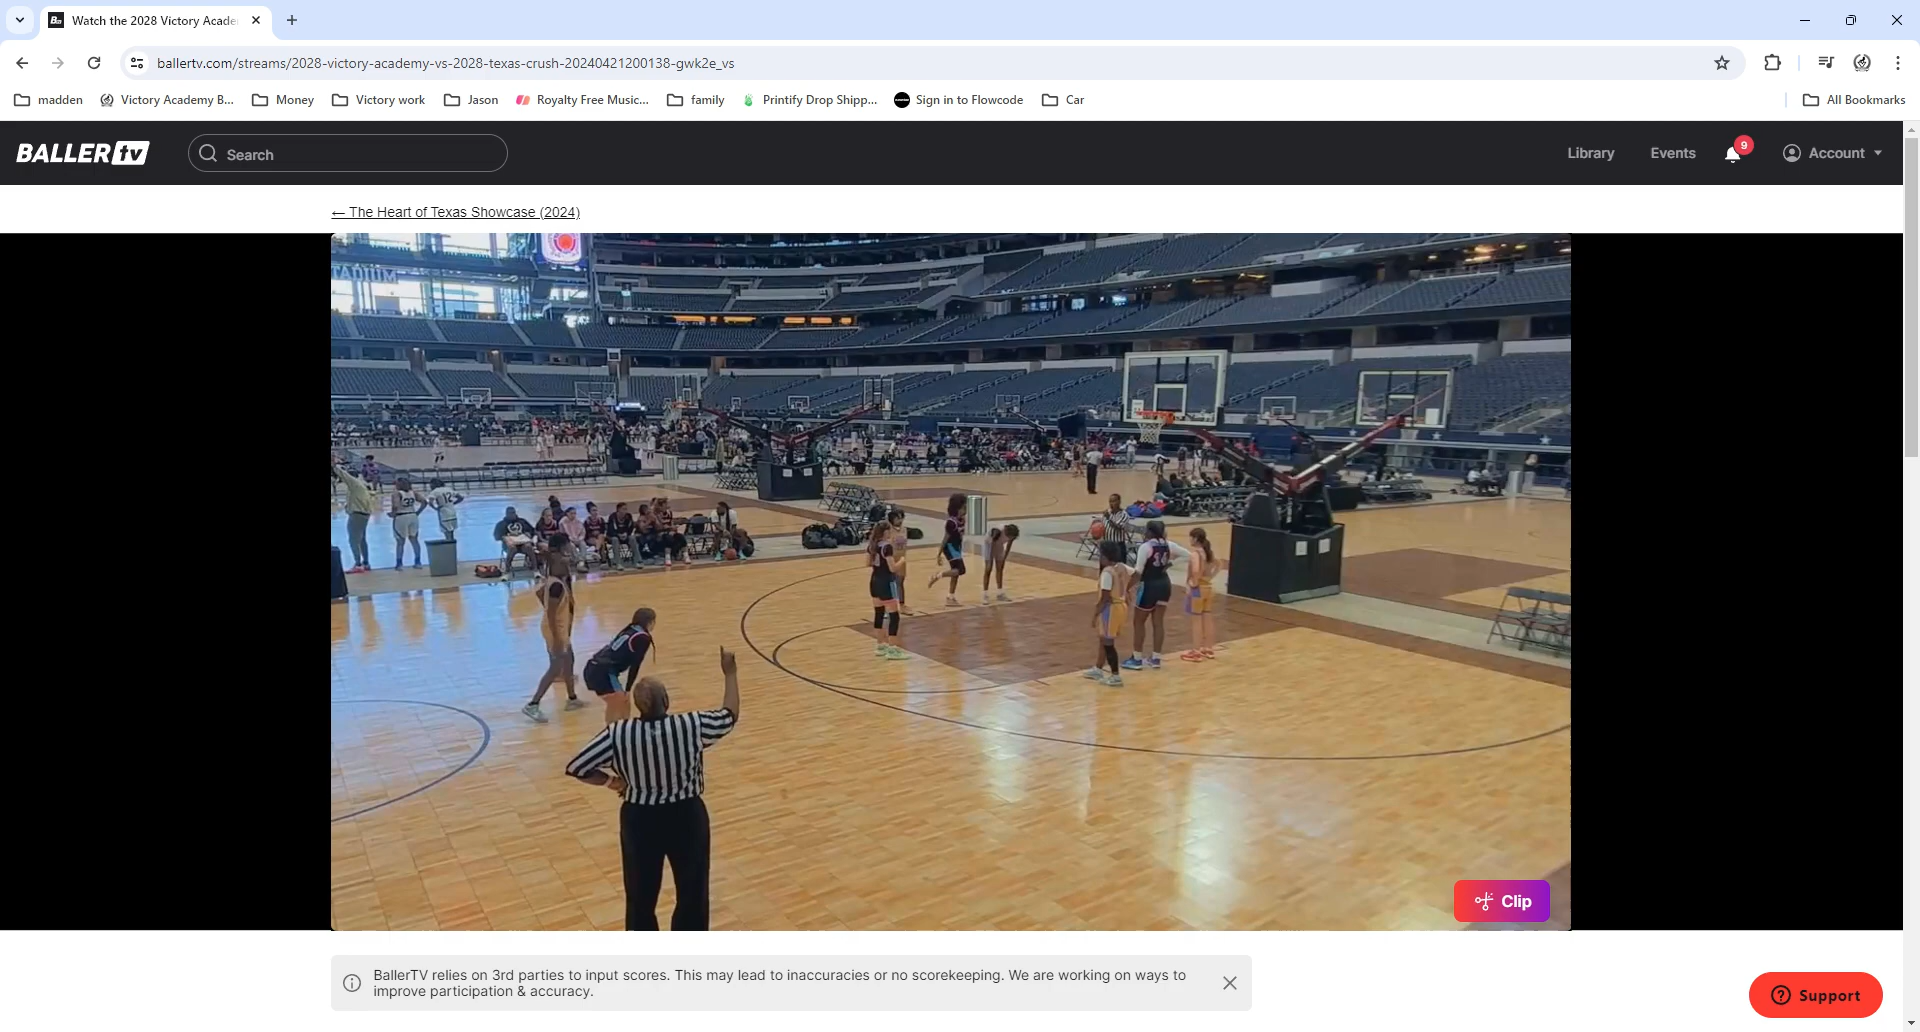 Watch the 2028 Victory Acade
ballertv.com/streams/2028-victory-academy-vs-2028-texas-crush-20240421200138-gwk2e_vs
madden
Victory Academy B...
Money
Victory work
Jason
Royalty Free Music...
family
Printify Drop Shipp...
Sign in to Flowcode
Car
All Bookmarks
BALLER tv
Search
Library
Events
9
Account
← The Heart of Texas Showcase (2024)
Clip
BallerTV relies on 3rd parties to input scores. This may lead to inaccuracies or no scorekeeping. We are working on ways to
improve participation & accuracy.
Support